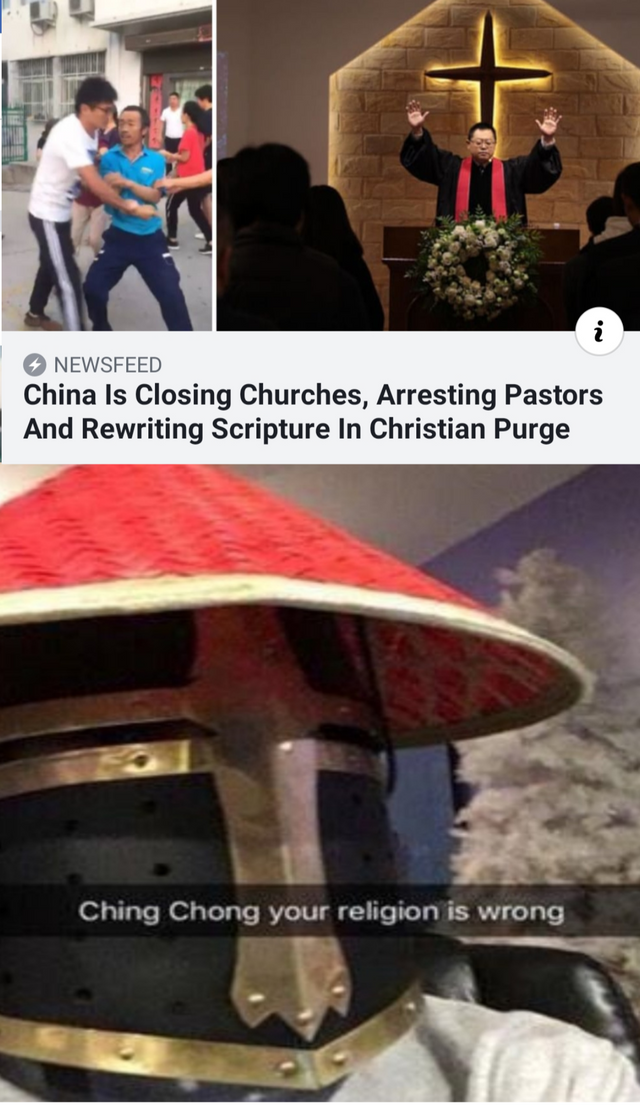 NEWSFEED
China Is Closing Churches, Arresting Pastors
And Rewriting Scripture In Christian Purge
Ching Chong your religion is wrong